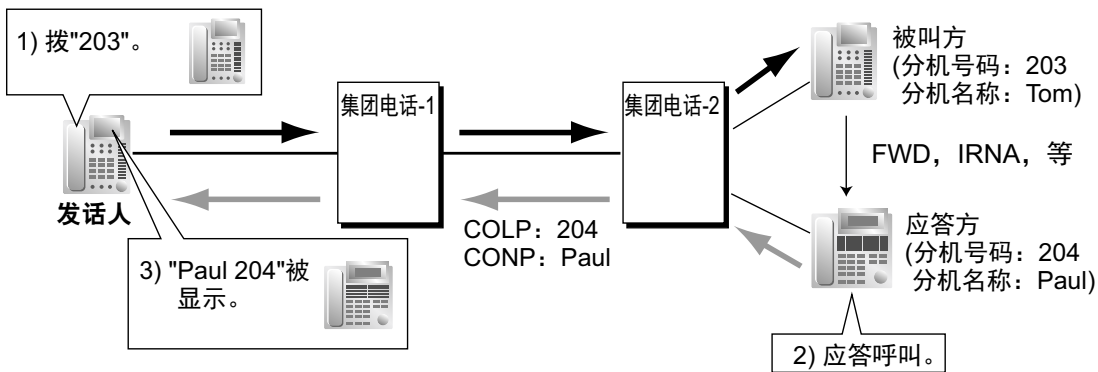 1) 拨"203"。
集团电话-1
集团电话-2
被叫方
(分机号码：203
分机名称：Tom)
FWD，IRNA，等
发话人
COLP：204
CONP：Paul
应答方
(分机号码：204
分机名称：Paul)
3) "Paul 204"被
显示。
2) 应答呼叫。